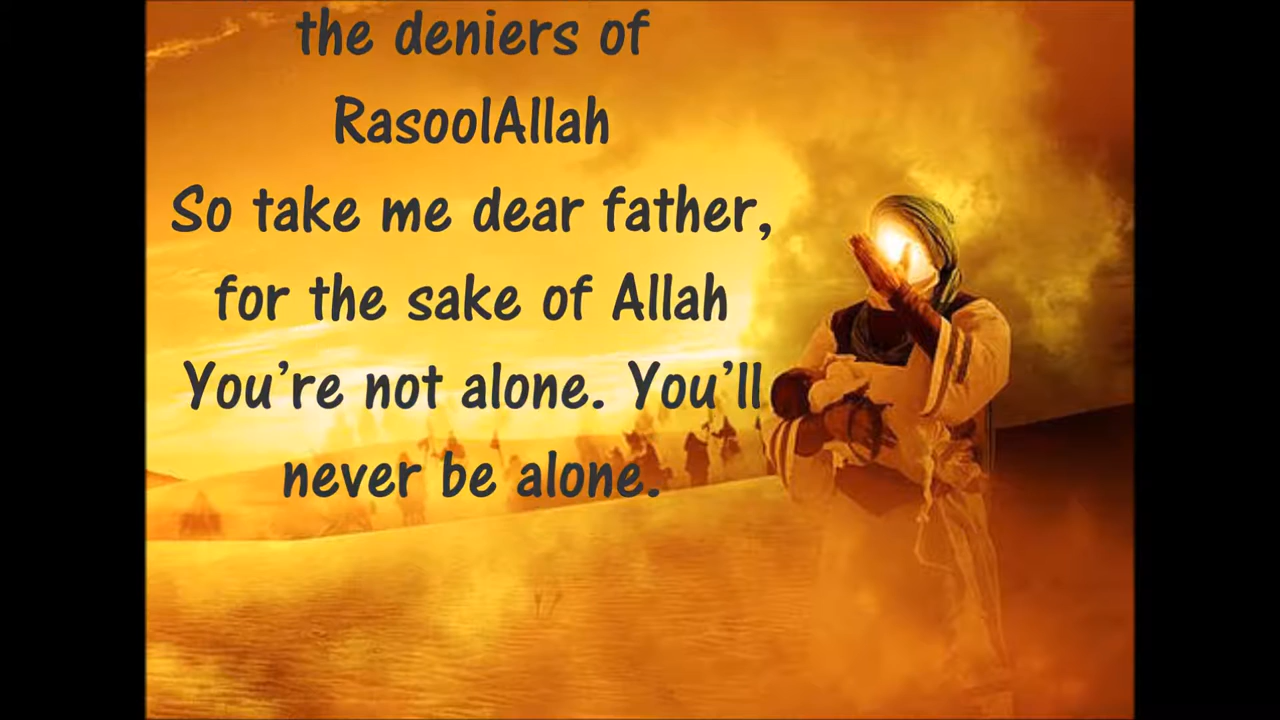 the deniers of
RasoolAllah
So take me dear father,
for the sake of Allah
You're not alone. You'll
never be alone.